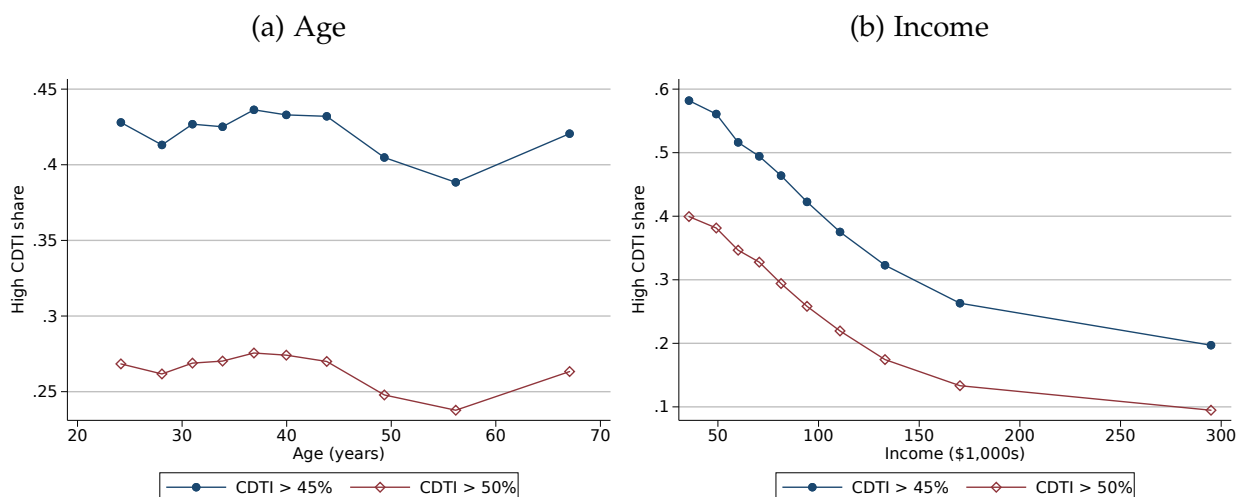 (a) Age
.45
.4
.35
.3
.25
High CDTI share
20 30 40 50 60 70
Age (years)
CDTI > 45% CDTI > 50%
(b) Income
.6
.5
.4
.3
.2
.1
High CDTI share
50 100 150 200 250 300
Income ($1,000s)
CDTI > 45% CDTI > 50%